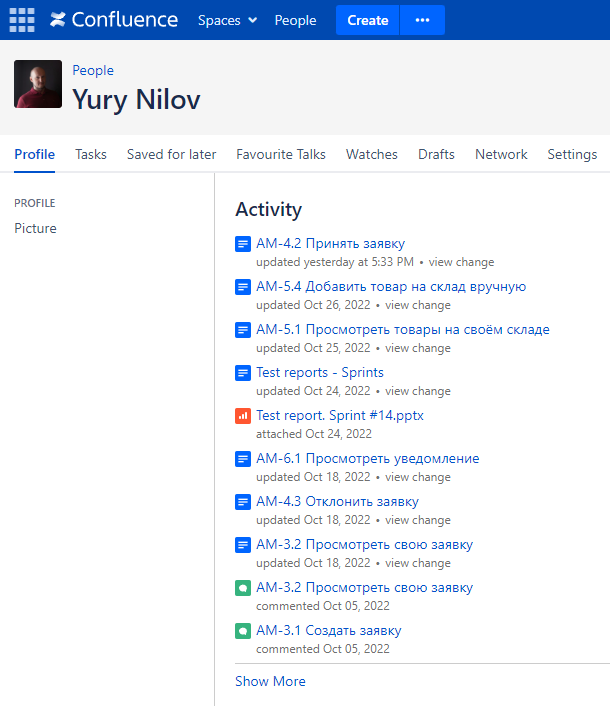 Confluence Spaces People Create ···
People
Yury Nilov
Profile Tasks Saved for later Favourite Talks Watches Drafts Network Settings
PROFILE
Picture
Activity
AM-4.2 Принять заявку
updated yesterday at 5:33 PM • view change
AM-5.4 Добавить товар на склад вручную
updated Oct 26, 2022 • view change
AM-5.1 Просмотреть товары на своём складе
updated Oct 25, 2022 • view change
Test reports - Sprints
updated Oct 24, 2022 • view change
Test report. Sprint #14.pptx
attached Oct 24, 2022
AM-6.1 Просмотреть уведомление
updated Oct 18, 2022 • view change
AM-4.3 Отклонить заявку
updated Oct 18, 2022 • view change
AM-3.2 Просмотреть свою заявку
updated Oct 18, 2022 • view change
AM-3.2 Просмотреть свою заявку
commented Oct 05, 2022
AM-3.1 Создать заявку
commented Oct 05, 2022
Show More